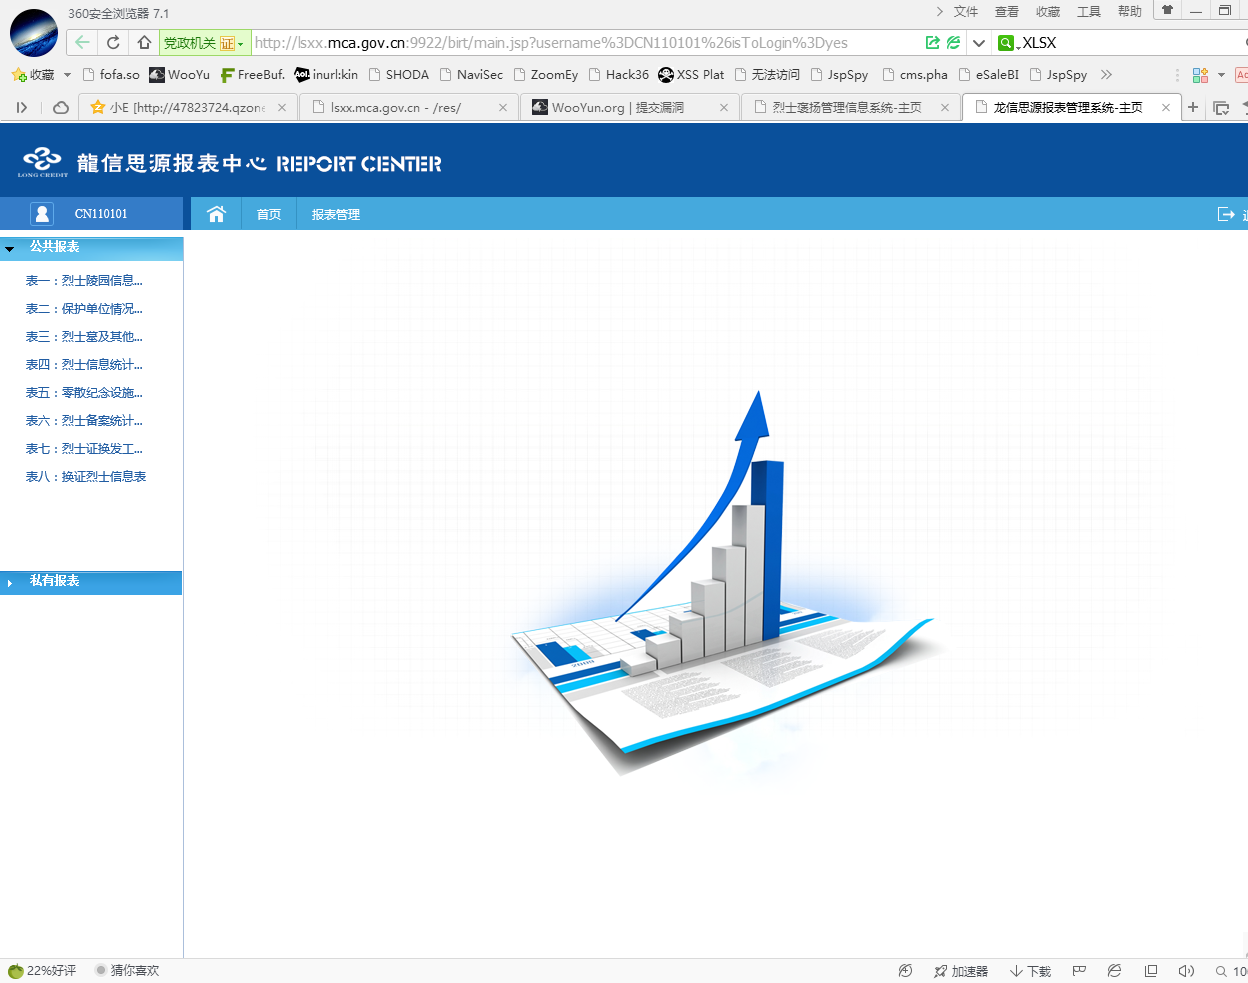 360安全浏览器 7.1
文件 查看 收藏 工具 帮助
党政机关 证 http://lsxx.mca.gov.cn:9922/birt/main.jsp?username%3DCN110101%26isToLogin%3Dyes XLSX
收藏 fofa.so WooYu FreeBuf. inurl:kin SHODA NaviSec ZoomEy Hack36 XSS Plat 无法访问 JspSpy cms.pha eSaleBI JspSpy
小E [http://47823724.qzone lsxx.mca.gov.cn - /res/ WooYun.org | 提交漏洞 烈士褒扬管理信息系统-主页 龙信思源报表管理系统-主页
LONG CREDIT 龍信思源报表中心 REPORT CENTER
CN110101 首页 报表管理
公共报表
表一：烈士陵园信息...
表二：保护单位情况...
表三：烈士墓及其他...
表四：烈士信息统计...
表五：零散纪念设施...
表六：烈士备案统计...
表七：烈士证换发工...
表八：换证烈士信息表
私有报表
22%好评 猜你喜欢 加速器 下载